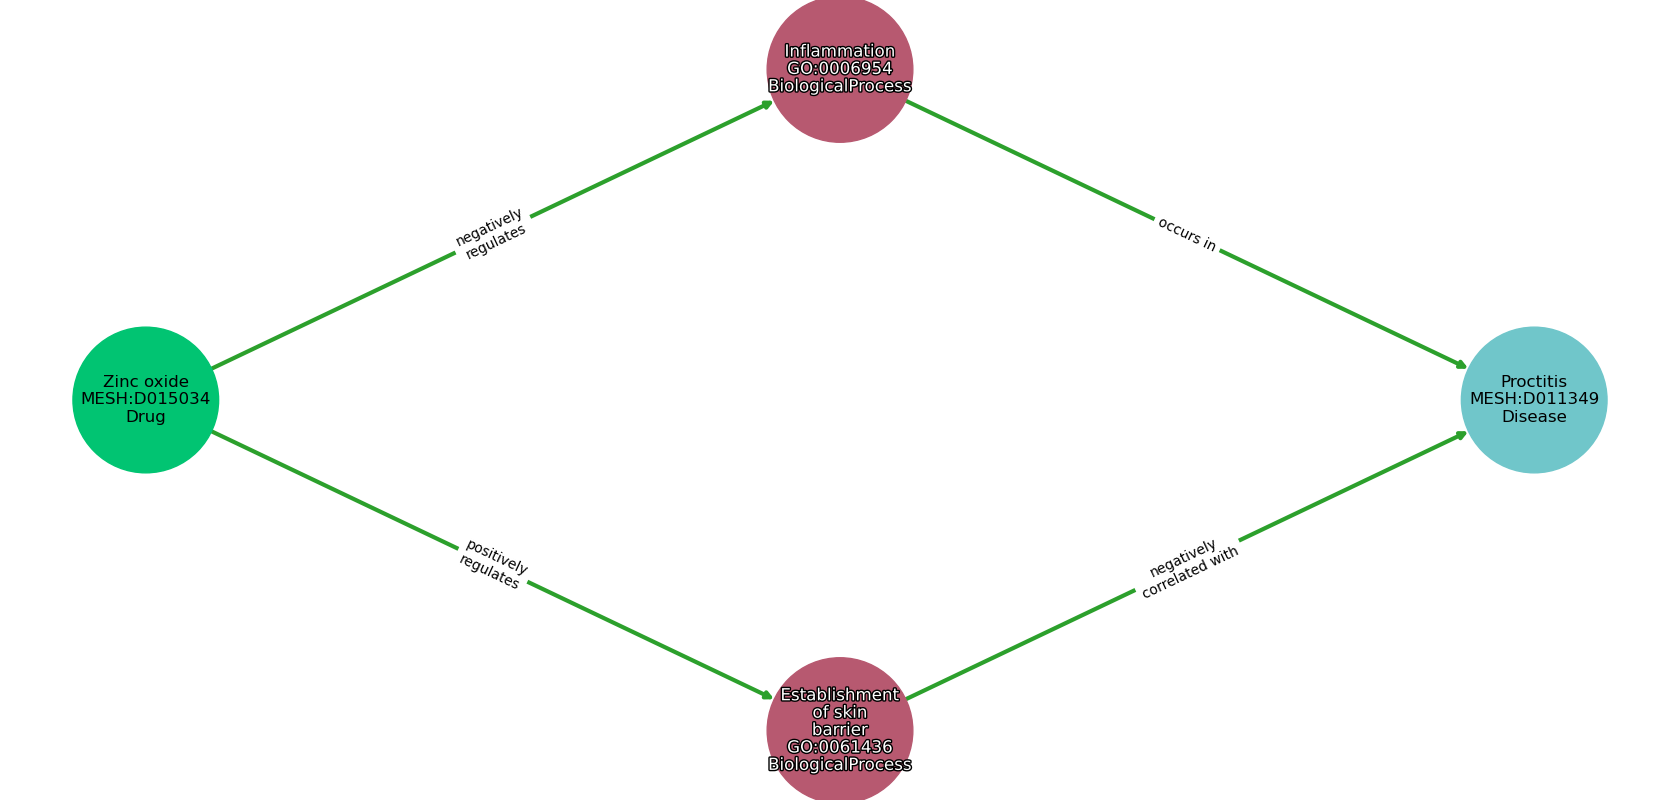 Inflammation
GO:0006954
BiologicalProcess
negatively
regulates
occurs in
Zinc oxide
MESH:D015034
Drug
Proctitis
MESH:D011349
Disease
positively
regulates
negatively
correlated with
Establishment
of skin
barrier
GO:0061436
BiologicalProcess